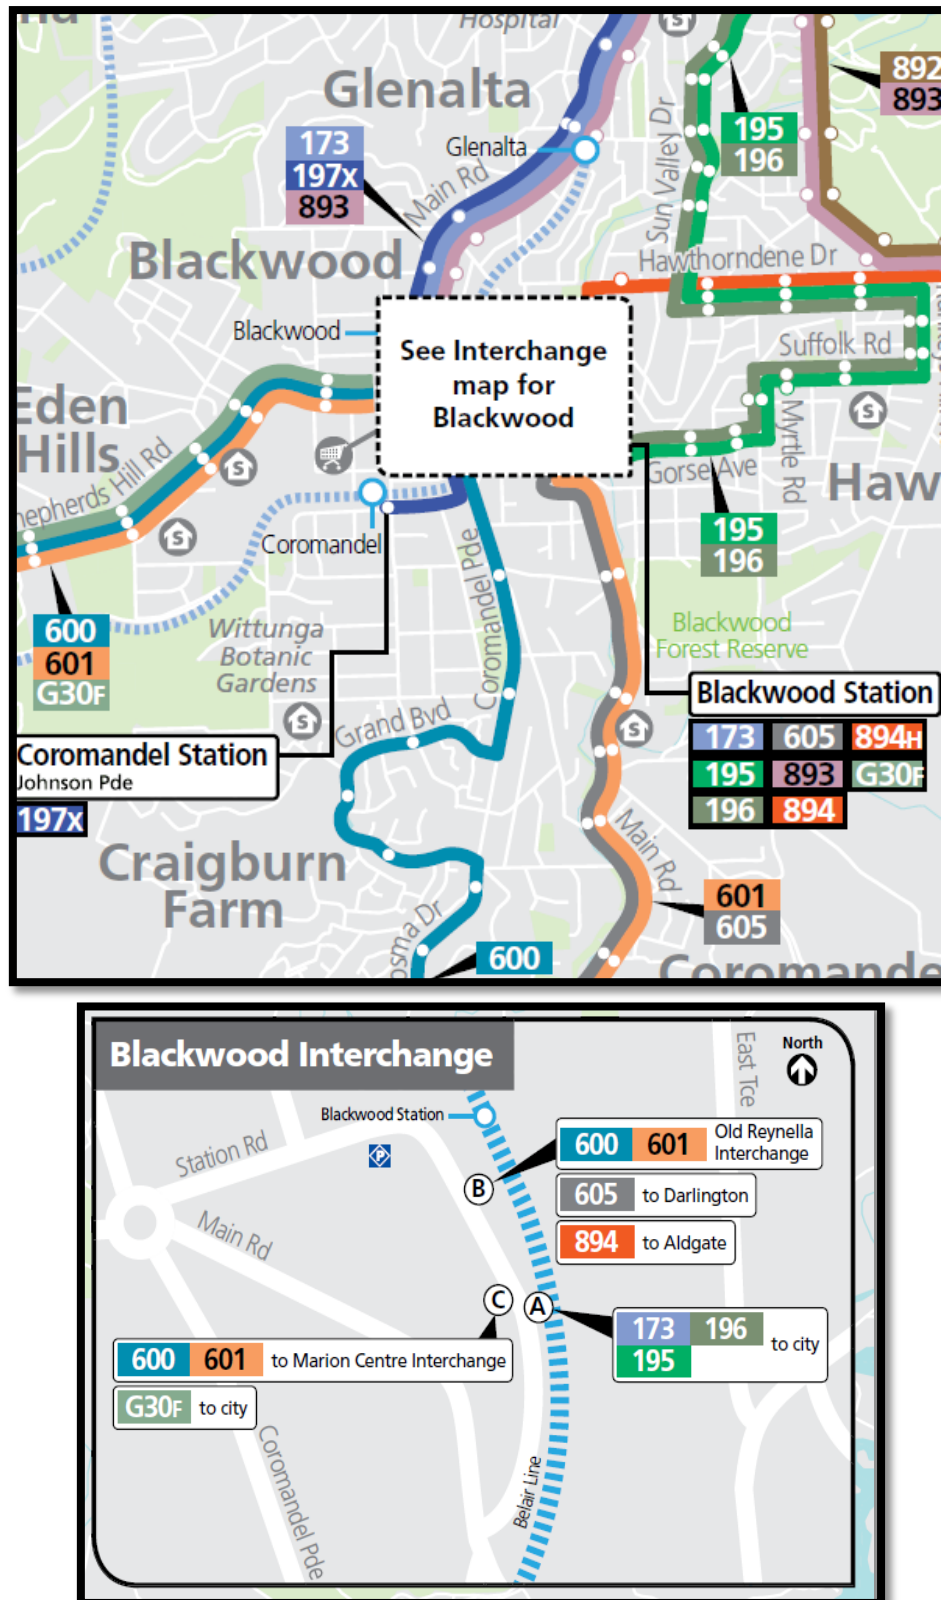 Hospital
Glenalta
892
893
173
197X
893
Main Rd
Glenalta
Sun Valley Dr
195
196
Blackwood
Hawthorndene Dr
Blackwood
See Interchange
map for
Blackwood
Suffolk Rd
Eden
Hills
Myrtle Rd
Gorse Ave
Haw
hepherds Hill Rd
Coromandel
Coromandel Pde
195
196
600
601
G30F
Wittunga
Botanic
Gardens
Blackwood
Forest Reserve
Grand Bvd
Blackwood Station
173 605 894H
195 893 G30F
196 894
Coromandel Station
Johnson Pde
197X
Main Rd
Craigburn
Farm
601
605
osma Dr
600
Coromande
Blackwood Interchange
North
East Tce
Blackwood Station
P
Station Rd
600 601 Old Reynella
Interchange
B
605 to Darlington
Main Rd
894 to Aldgate
C
A
173 196
195
to city
600 601 to Marion Centre Interchange
G30F to city
Coromandel Pde
Belair Line